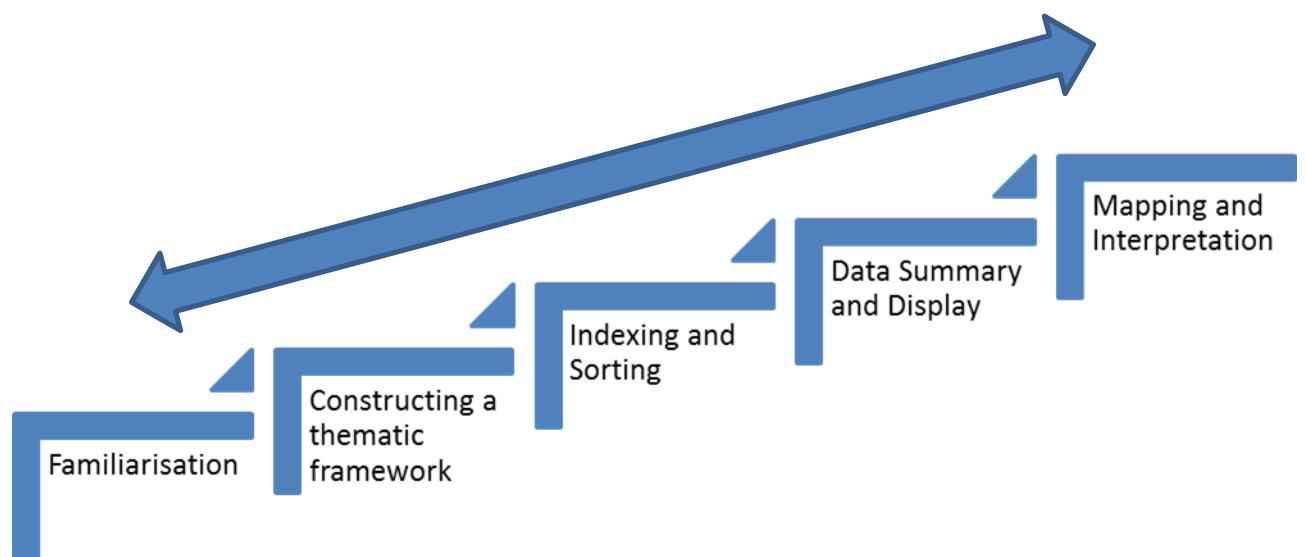 Familiarisation
Constructing a
thematic
framework
Indexing and
Sorting
Data Summary
and Display
Mapping and
Interpretation